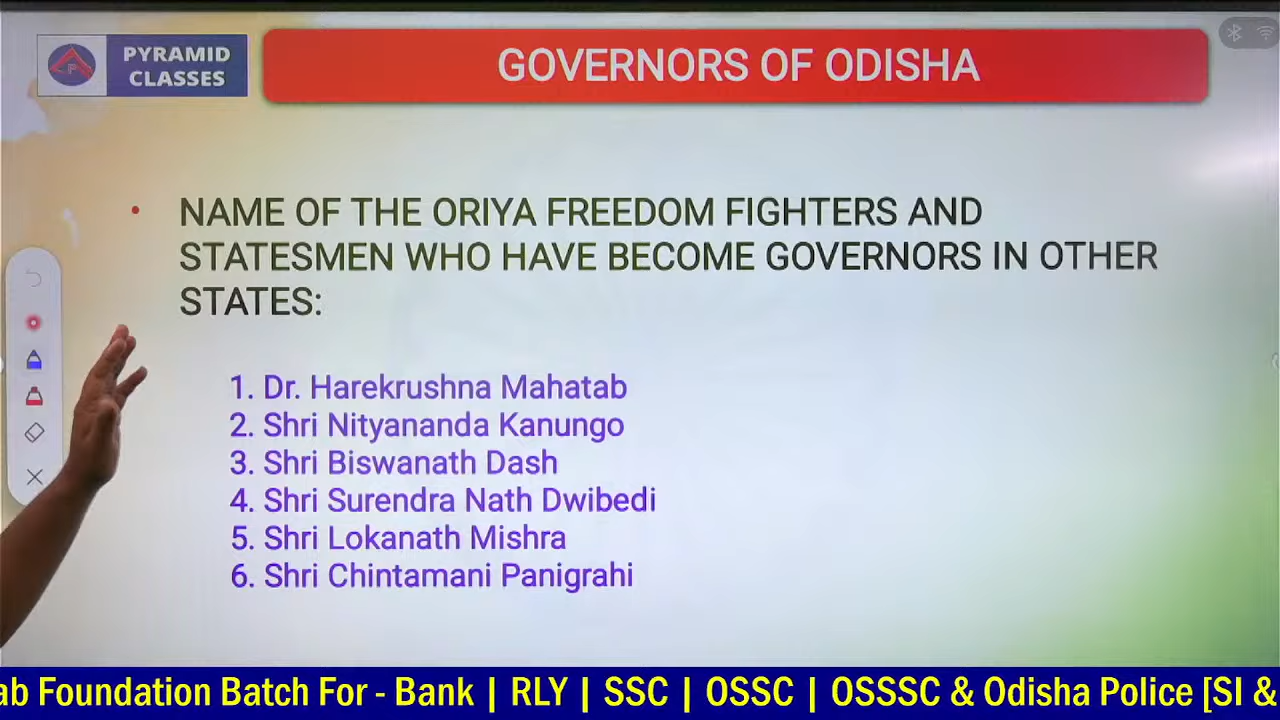 PYRAMID
CLASSES
GOVERNORS OF ODISHA
• NAME OF THE ORIYA FREEDOM FIGHTERS AND
STATESMEN WHO HAVE BECOME GOVERNORS IN OTHER
STATES:
1. Dr. Harekrushna Mahatab
2. Shri Nityananda Kanungo
3. Shri Biswanath Dash
4. Shri Surendra Nath Dwibedi
5. Shri Lokanath Mishra
6. Shri Chintamani Panigrahi
ab Foundation Batch For - Bank | RLY | SSC | OSSC | OSSSC & Odisha Police [SI &